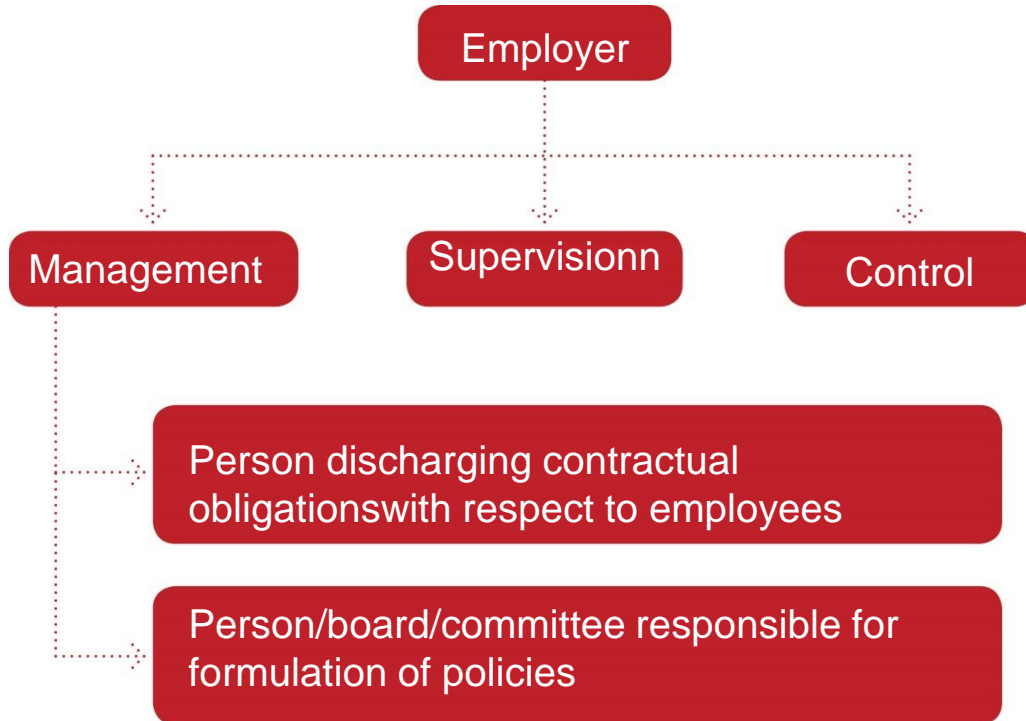 Employer
Management
Supervisionn
Control
Person discharging contractual
obligationswith respect to employees
Person/board/committee responsible for
formulation of policies